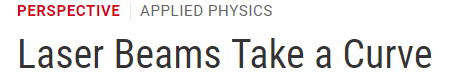 PERSPECTIVE | APPLIED PHYSICS
Laser Beams Take a Curve